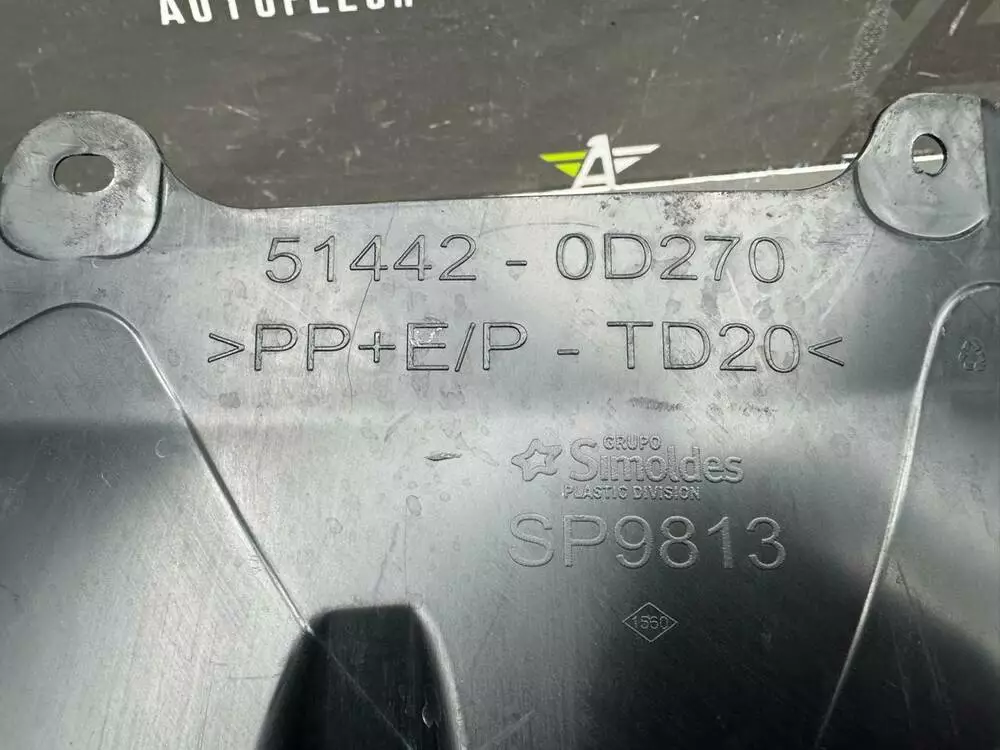 51442 - 0D270
>PP+E/P - TD20<
GRUPO
Simoldes
PLASTIC DIVISION
SP9813
1560